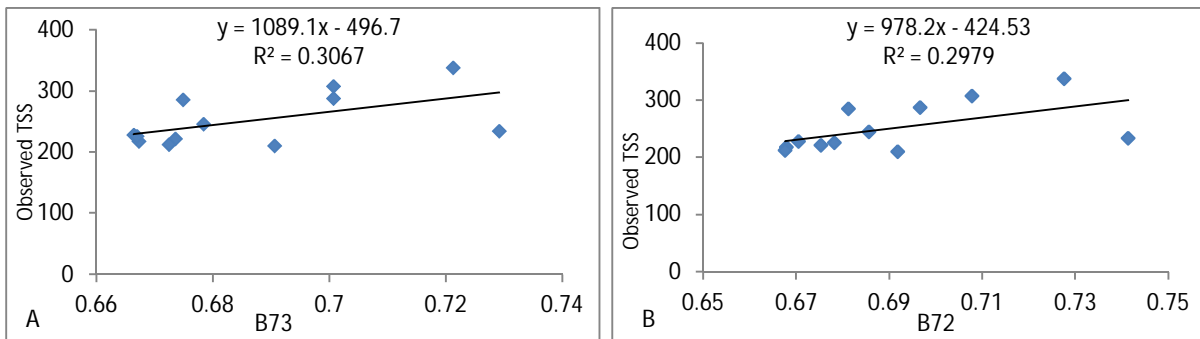 y = 1089.1x - 496.7
R² = 0.3067
400
300
200
100
0
Observed TSS
0.66 0.68 0.7 0.72 0.74
A B73
y = 978.2x - 424.53
R² = 0.2979
400
300
200
100
0
Observed TSS
0.65 0.67 0.69 0.71 0.73 0.75
B B72